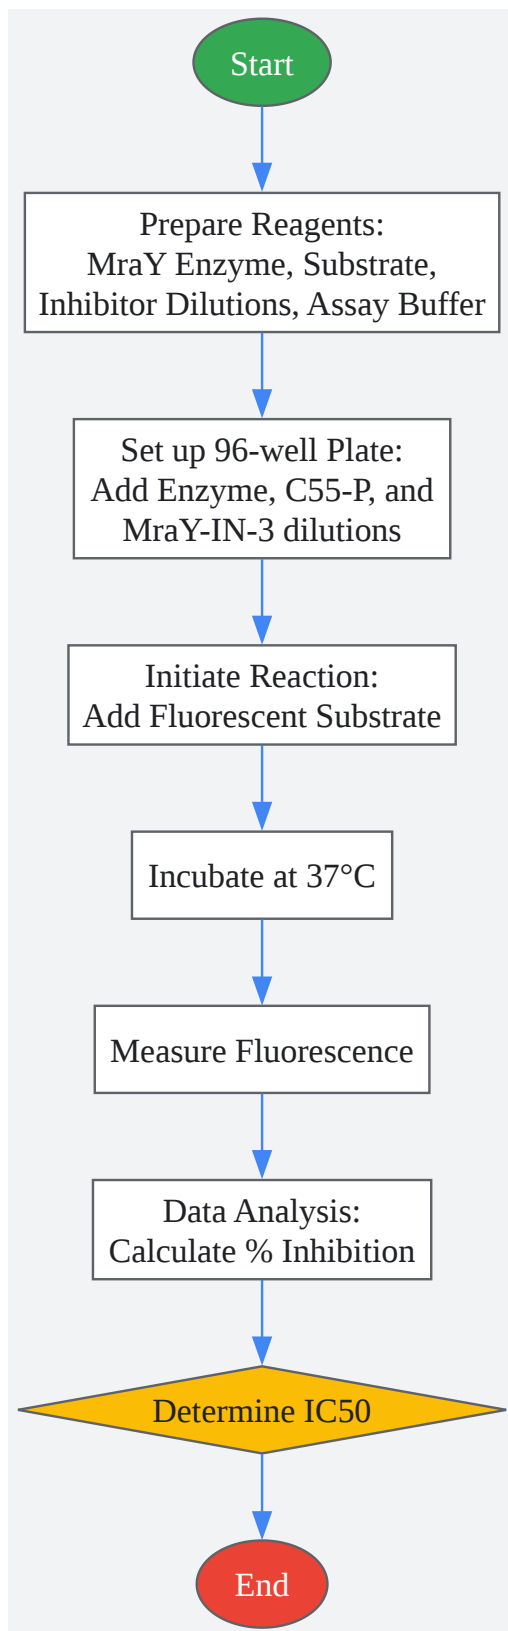 Start
Prepare Reagents:
MraY Enzyme, Substrate,
Inhibitor Dilutions, Assay Buffer
Set up 96-well Plate:
Add Enzyme, C55-P, and
MraY-IN-3 dilutions
Initiate Reaction:
Add Fluorescent Substrate
Incubate at 37°C
Measure Fluorescence
Data Analysis:
Calculate % Inhibition
Determine IC50
End